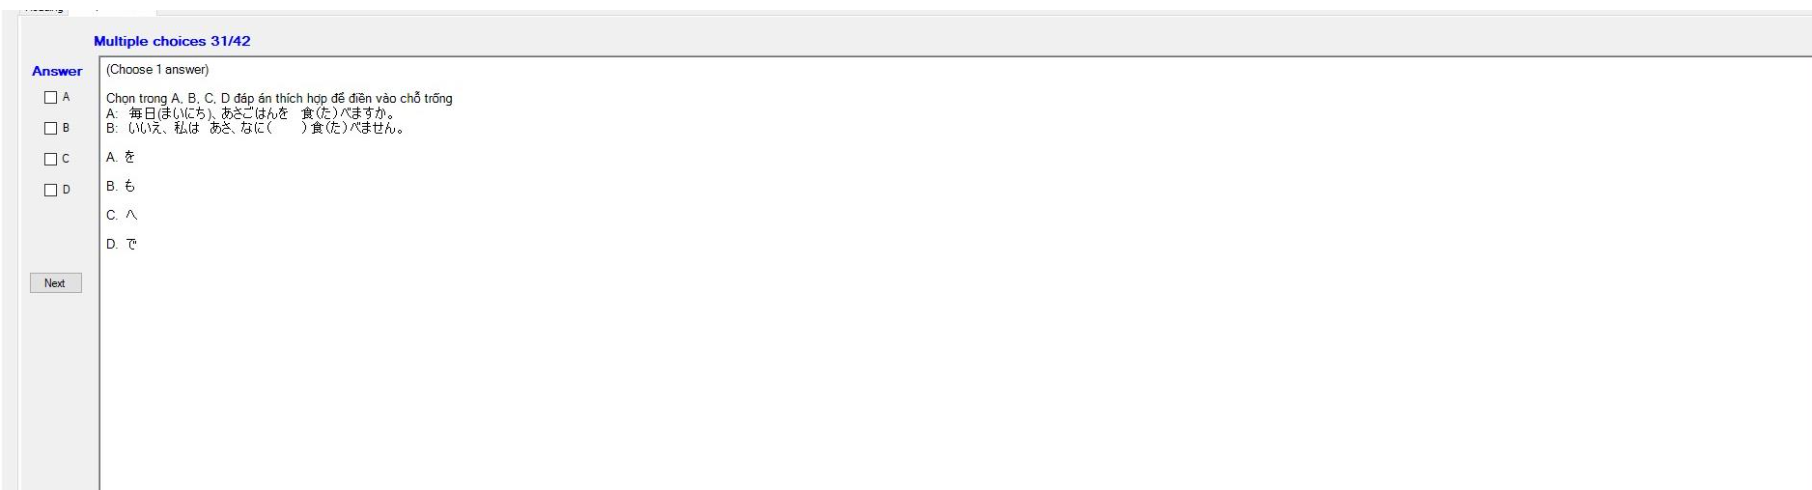 Multiple choices 31/42
Answer
(Choose 1 answer)
A
B
C
D
Chọn trong A, B, C, D đáp án thích hợp để điền vào chỗ trống
A: 毎日(まいにち)、あさごはんを 食(た)べますか。
B: いいえ、私は あさ、なに( )食(た)べません。
A. を
B. も
C. へ
D. で
Next